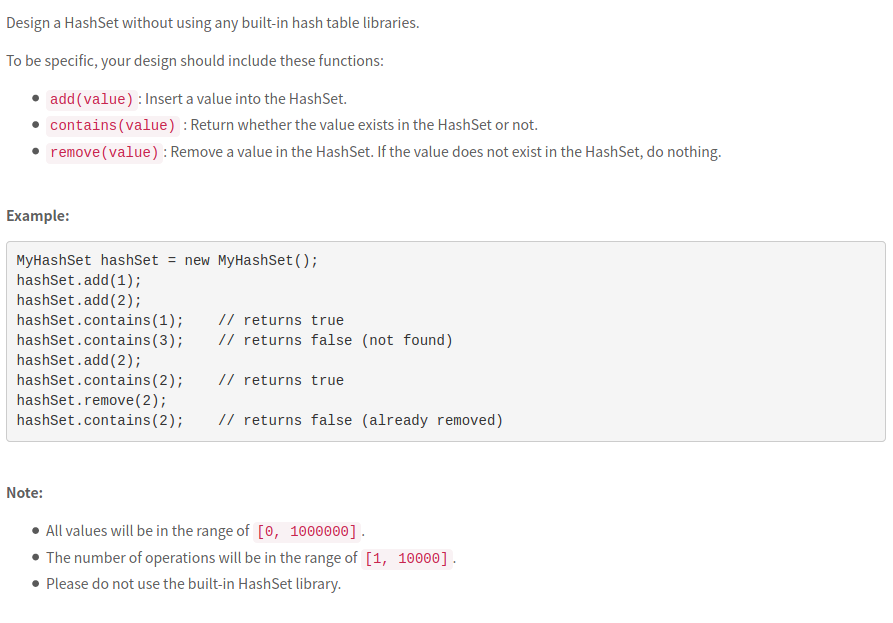 Design a HashSet without using any built-in hash table libraries.
To be specific, your design should include these functions:
● add(value) : Insert a value into the HashSet.
● contains(value) : Return whether the value exists in the HashSet or not.
● remove(value) : Remove a value in the HashSet. If the value does not exist in the HashSet, do nothing.
Example:
MyHashSet hashSet = new MyHashSet();
hashSet.add(1);
hashSet.add(2);
hashSet.contains(1);    // returns true
hashSet.contains(3);    // returns false (not found)
hashSet.add(2);
hashSet.contains(2);    // returns true
hashSet.remove(2);
hashSet.contains(2);    // returns false (already removed)
Note:
● All values will be in the range of [0, 1000000] .
● The number of operations will be in the range of [1, 10000] .
● Please do not use the built-in HashSet library.